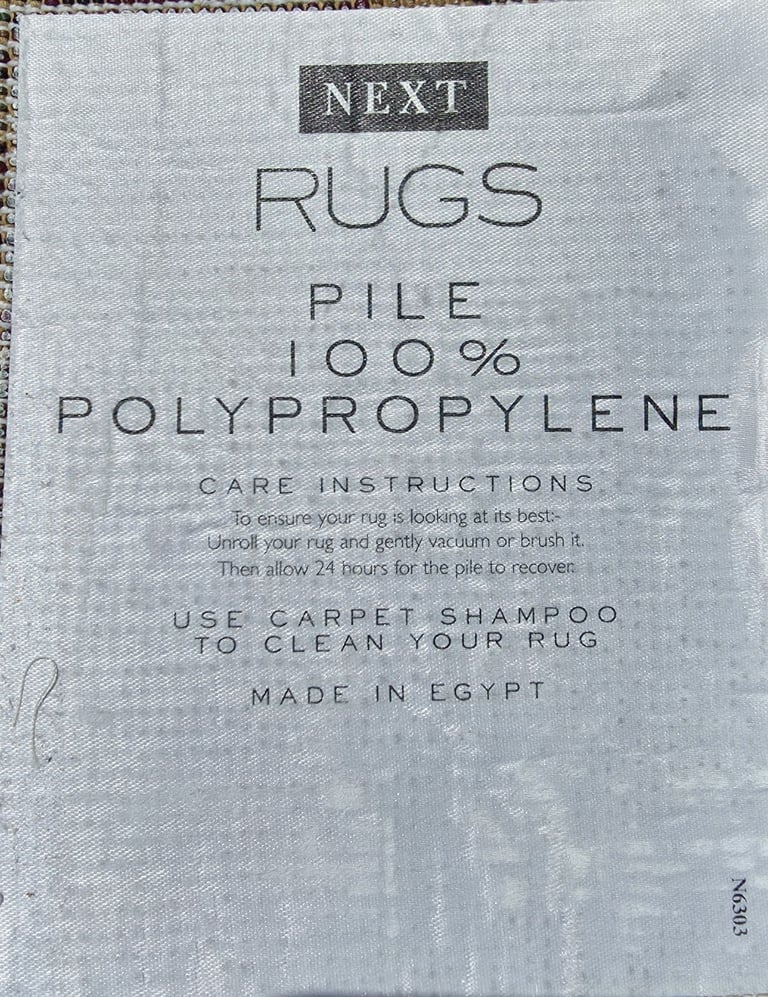 NEXT
RUGS
PILE
100%
POLYPROPYLENE
CARE INSTRUCTIONS
To ensure your rug is looking at its best:-
Unroll your rug and gently vacuum or brush it.
Then allow 24 hours for the pile to recover.
USE CARPET SHAMPOO
TO CLEAN YOUR RUG
MADE IN EGYPT
N6303